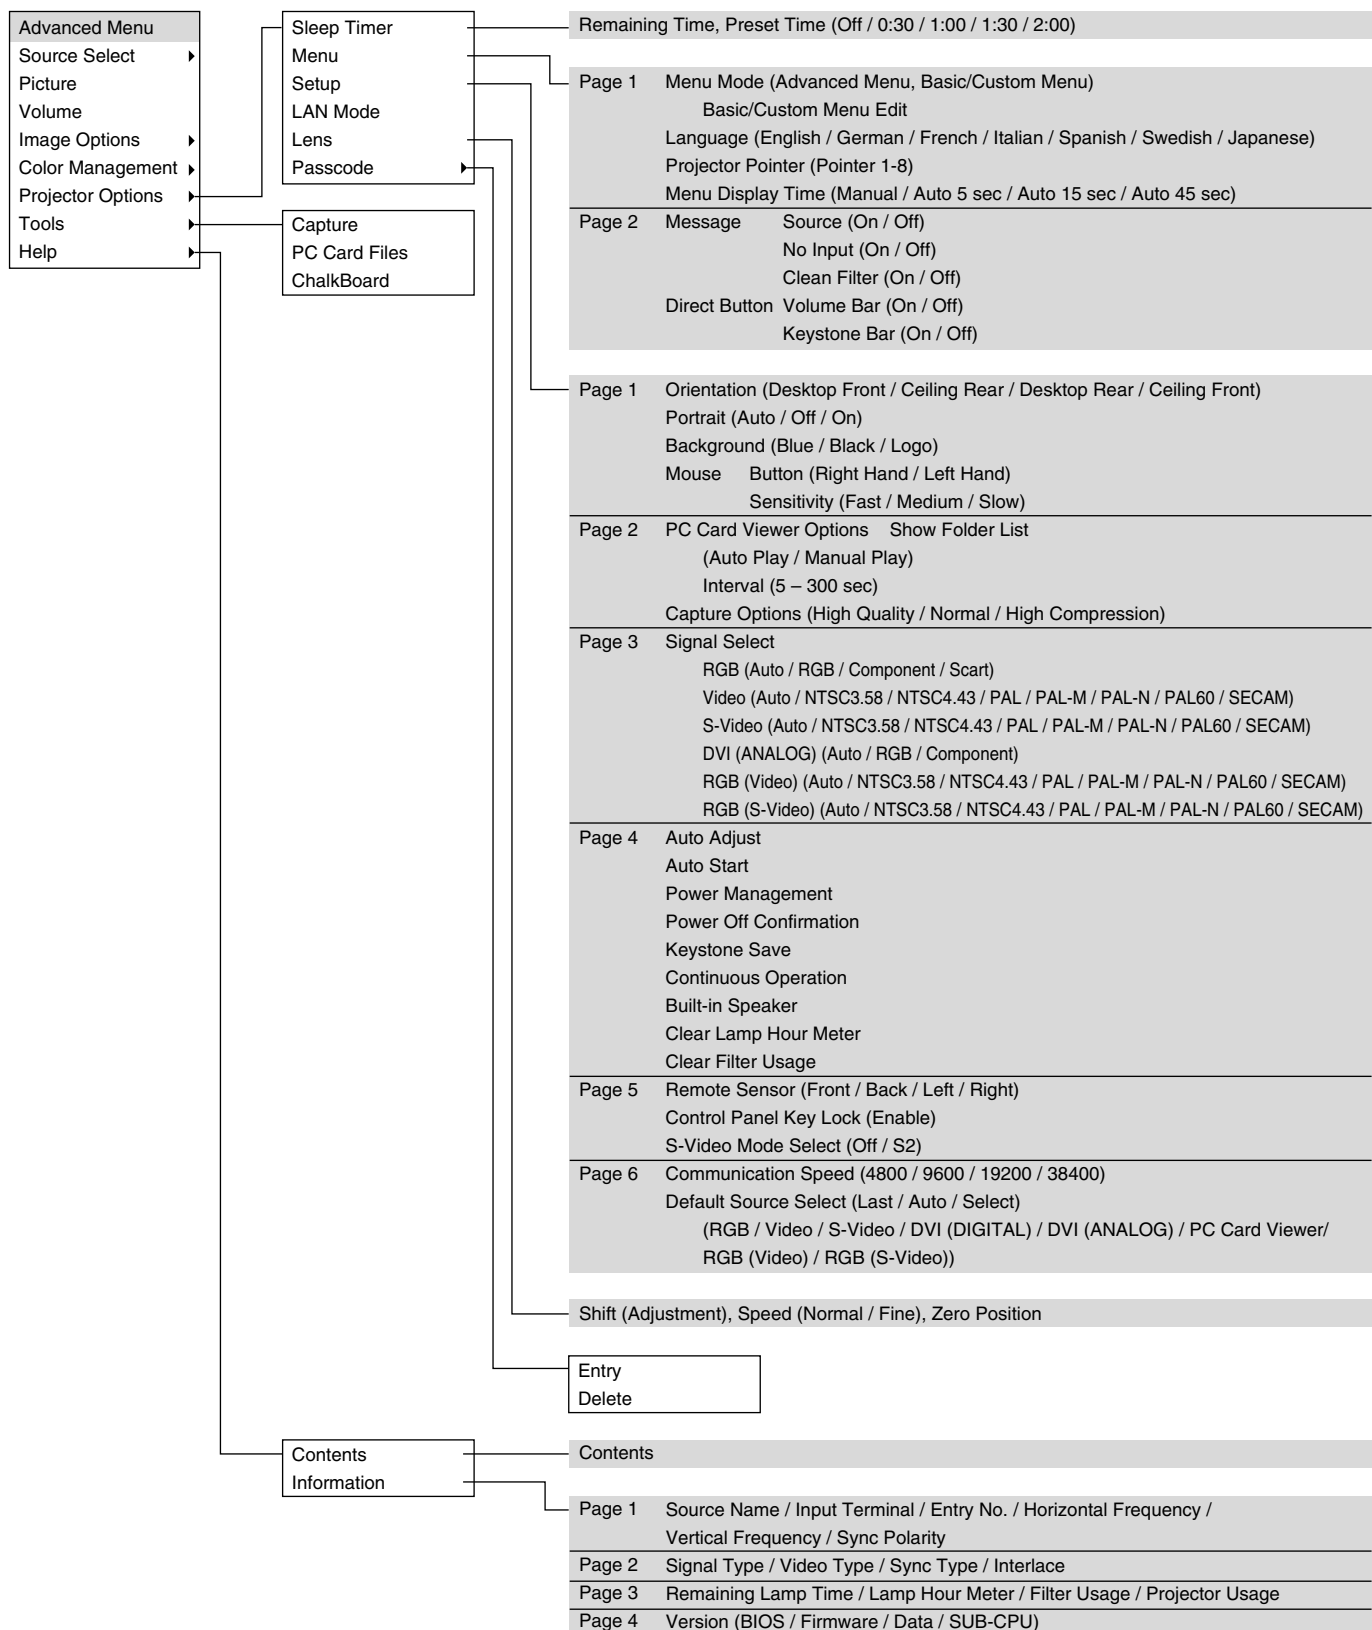 Advanced Menu
Source Select
Picture
Volume
Image Options
Color Management
Projector Options
Tools
Help
Sleep Timer
Menu
Setup
LAN Mode
Lens
Passcode
Capture
PC Card Files
ChalkBoard
Remaining Time, Preset Time (Off / 0:30 / 1:00 / 1:30 / 2:00)
Page 1 Menu Mode (Advanced Menu, Basic/Custom Menu)
Basic/Custom Menu Edit
Language (English / German / French / Italian / Spanish / Swedish / Japanese)
Projector Pointer (Pointer 1-8)
Menu Display Time (Manual / Auto 5 sec / Auto 15 sec / Auto 45 sec)
Page 2 Message Source (On / Off)
No Input (On / Off)
Clean Filter (On / Off)
Direct Button Volume Bar (On / Off)
Keystone Bar (On / Off)
Page 1 Orientation (Desktop Front / Ceiling Rear / Desktop Rear / Ceiling Front)
Portrait (Auto / Off / On)
Background (Blue / Black / Logo)
Mouse Button (Right Hand / Left Hand)
Sensitivity (Fast / Medium / Slow)
Page 2 PC Card Viewer Options Show Folder List
(Auto Play / Manual Play)
Interval (5 – 300 sec)
Capture Options (High Quality / Normal / High Compression)
Page 3 Signal Select
RGB (Auto / RGB / Component / Scart)
Video (Auto / NTSC3.58 / NTSC4.43 / PAL / PAL-M / PAL-N / PAL60 / SECAM)
S-Video (Auto / NTSC3.58 / NTSC4.43 / PAL / PAL-M / PAL-N / PAL60 / SECAM)
DVI (ANALOG) (Auto / RGB / Component)
RGB (Video) (Auto / NTSC3.58 / NTSC4.43 / PAL / PAL-M / PAL-N / PAL60 / SECAM)
RGB (S-Video) (Auto / NTSC3.58 / NTSC4.43 / PAL / PAL-M / PAL-N / PAL60 / SECAM)
Page 4 Auto Adjust
Auto Start
Power Management
Power Off Confirmation
Keystone Save
Continuous Operation
Built-in Speaker
Clear Lamp Hour Meter
Clear Filter Usage
Page 5 Remote Sensor (Front / Back / Left / Right)
Control Panel Key Lock (Enable)
S-Video Mode Select (Off / S2)
Page 6 Communication Speed (4800 / 9600 / 19200 / 38400)
Default Source Select (Last / Auto / Select)
(RGB / Video / S-Video / DVI (DIGITAL) / DVI (ANALOG) / PC Card Viewer/
RGB (Video) / RGB (S-Video))
Shift (Adjustment), Speed (Normal / Fine), Zero Position
Entry
Delete
Contents
Information
Contents
Page 1 Source Name / Input Terminal / Entry No. / Horizontal Frequency /
Vertical Frequency / Sync Polarity
Page 2 Signal Type / Video Type / Sync Type / Interlace
Page 3 Remaining Lamp Time / Lamp Hour Meter / Filter Usage / Projector Usage
Page 4 Version (BIOS / Firmware / Data / SUB-CPU)